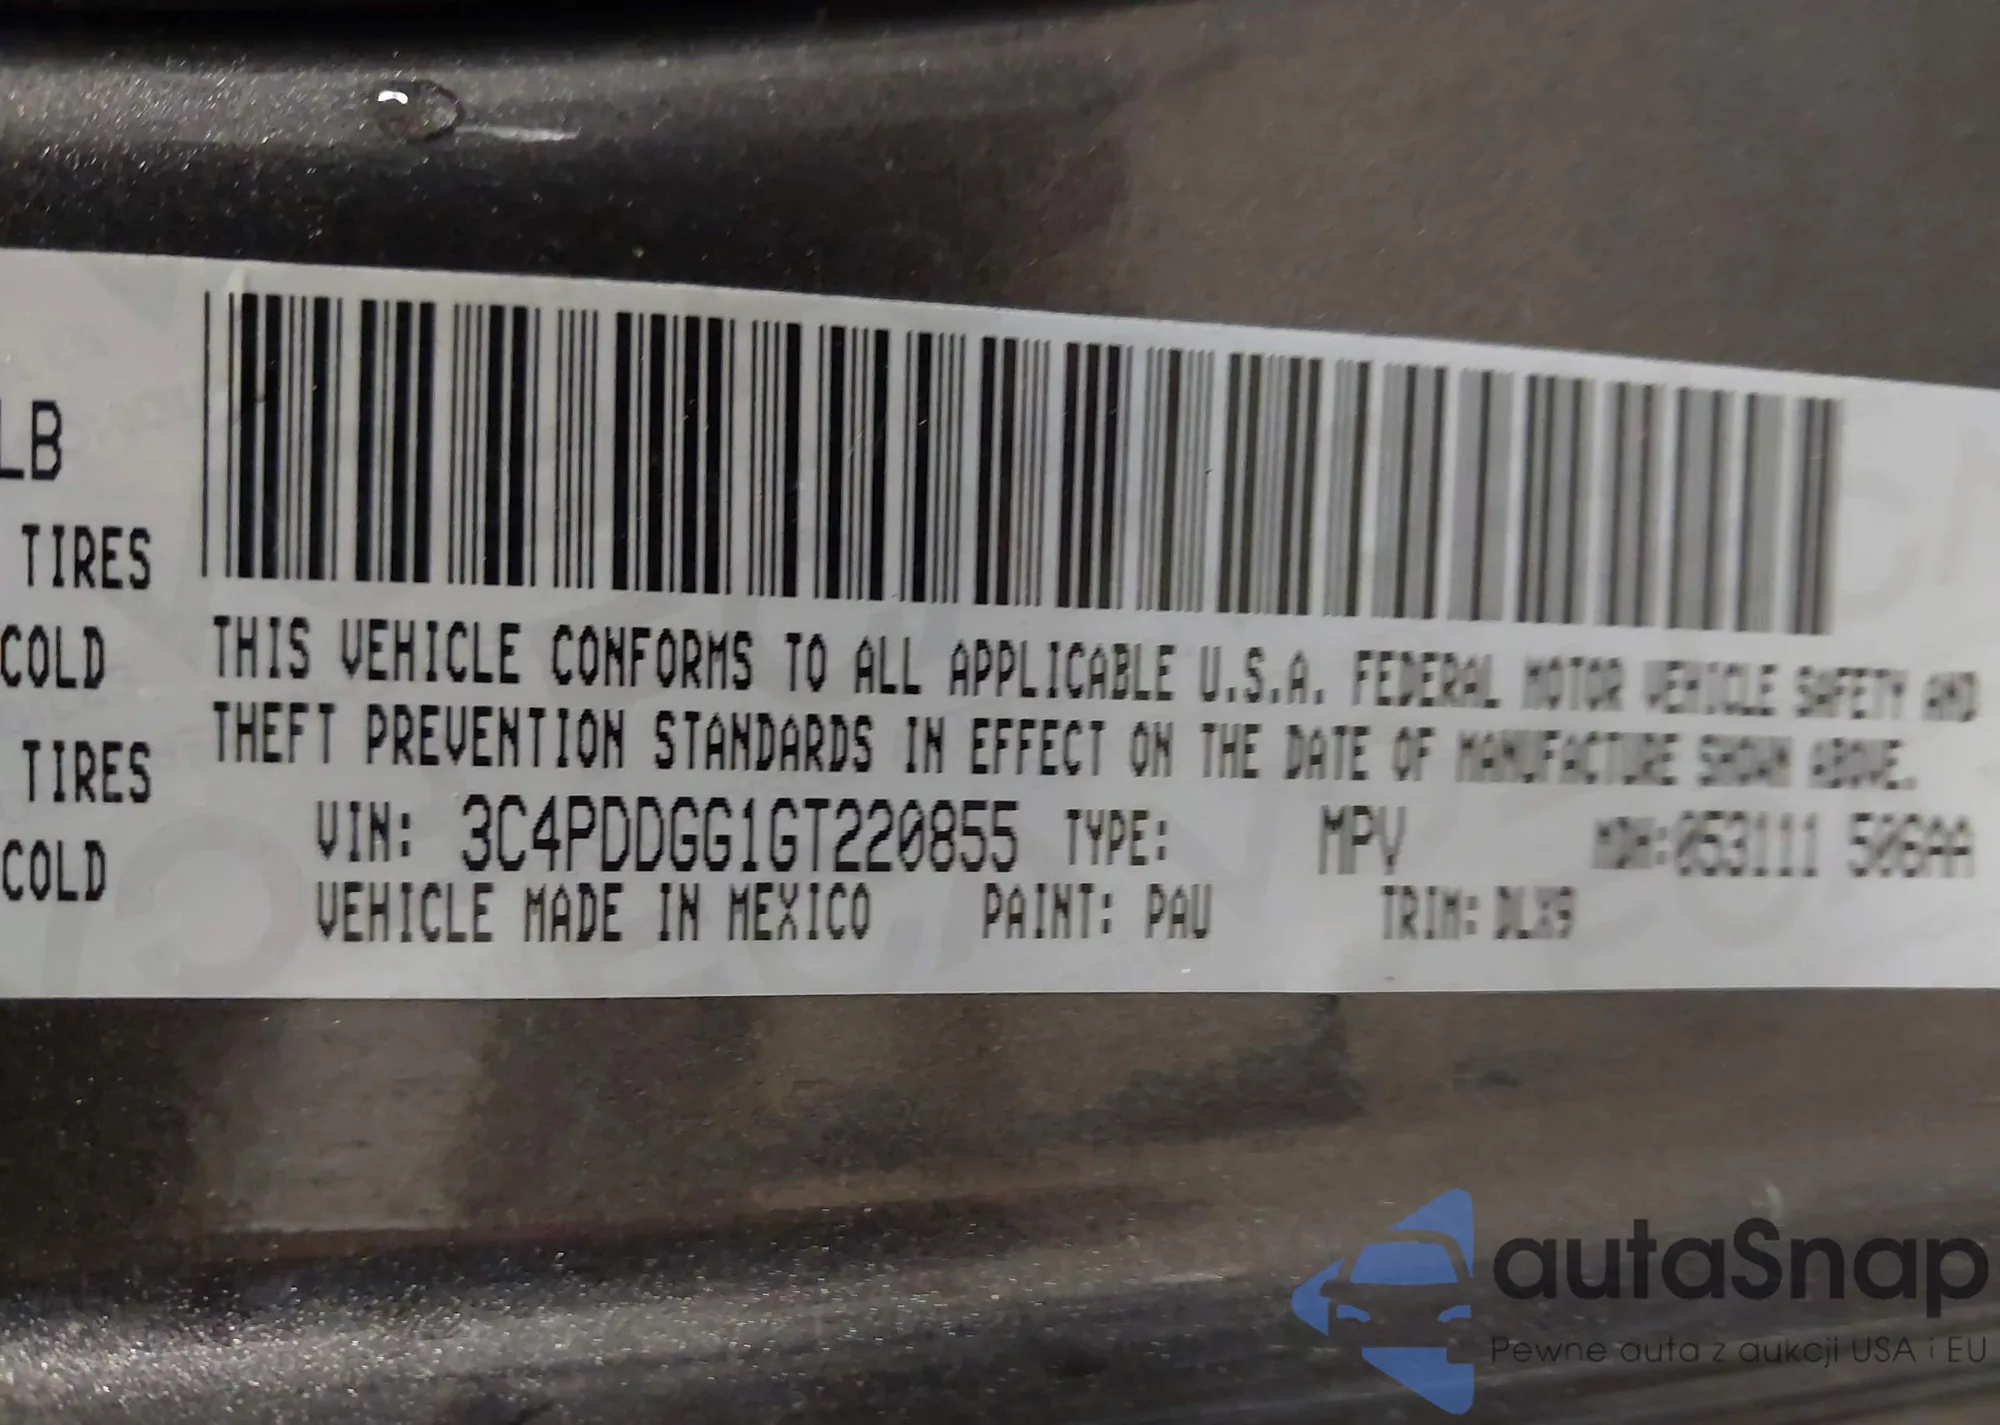 LB
TIRES
COLD
TIRES
COLD
THIS VEHICLE CONFORMS TO ALL APPLICABLE U.S.A. FEDERAL MOTOR VEHICLE SAFETY AND
THEFT PREVENTION STANDARDS IN EFFECT ON THE DATE OF MANUFACTURE SHOWN ABOVE.
VIN: 3C4PDDGG1GT220855 TYPE: MPV MDH:053111 506AA
VEHICLE MADE IN MEXICO PAINT: PAU TRIM: DLX9
autaSnap
Pewne auta z aukcji USA i EU